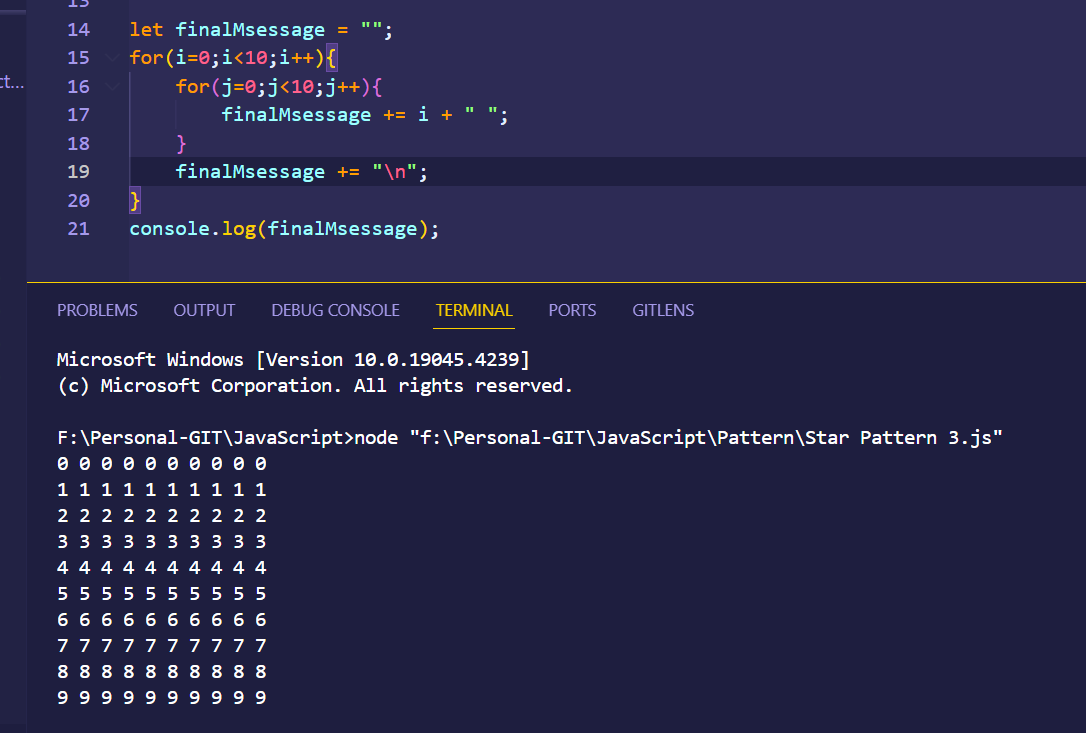 13
ct...
14 let finalMsessage = "";
15 for(i=0;i<10;i++){
16 for(j=0;j<10;j++){
17 finalMsessage += i + " ";
18 }
19 finalMsessage += "\n";
20 }
21 console.log(finalMsessage);
PROBLEMS OUTPUT DEBUG CONSOLE TERMINAL PORTS GITLENS
Microsoft Windows [Version 10.0.19045.4239]
(c) Microsoft Corporation. All rights reserved.
F:\Personal-GIT\JavaScript>node "f:\Personal-GIT\JavaScript\Pattern\Star Pattern 3.js"
0 0 0 0 0 0 0 0 0 0
1 1 1 1 1 1 1 1 1 1
2 2 2 2 2 2 2 2 2 2
3 3 3 3 3 3 3 3 3 3
4 4 4 4 4 4 4 4 4 4
5 5 5 5 5 5 5 5 5 5
6 6 6 6 6 6 6 6 6 6
7 7 7 7 7 7 7 7 7 7
8 8 8 8 8 8 8 8 8 8
9 9 9 9 9 9 9 9 9 9